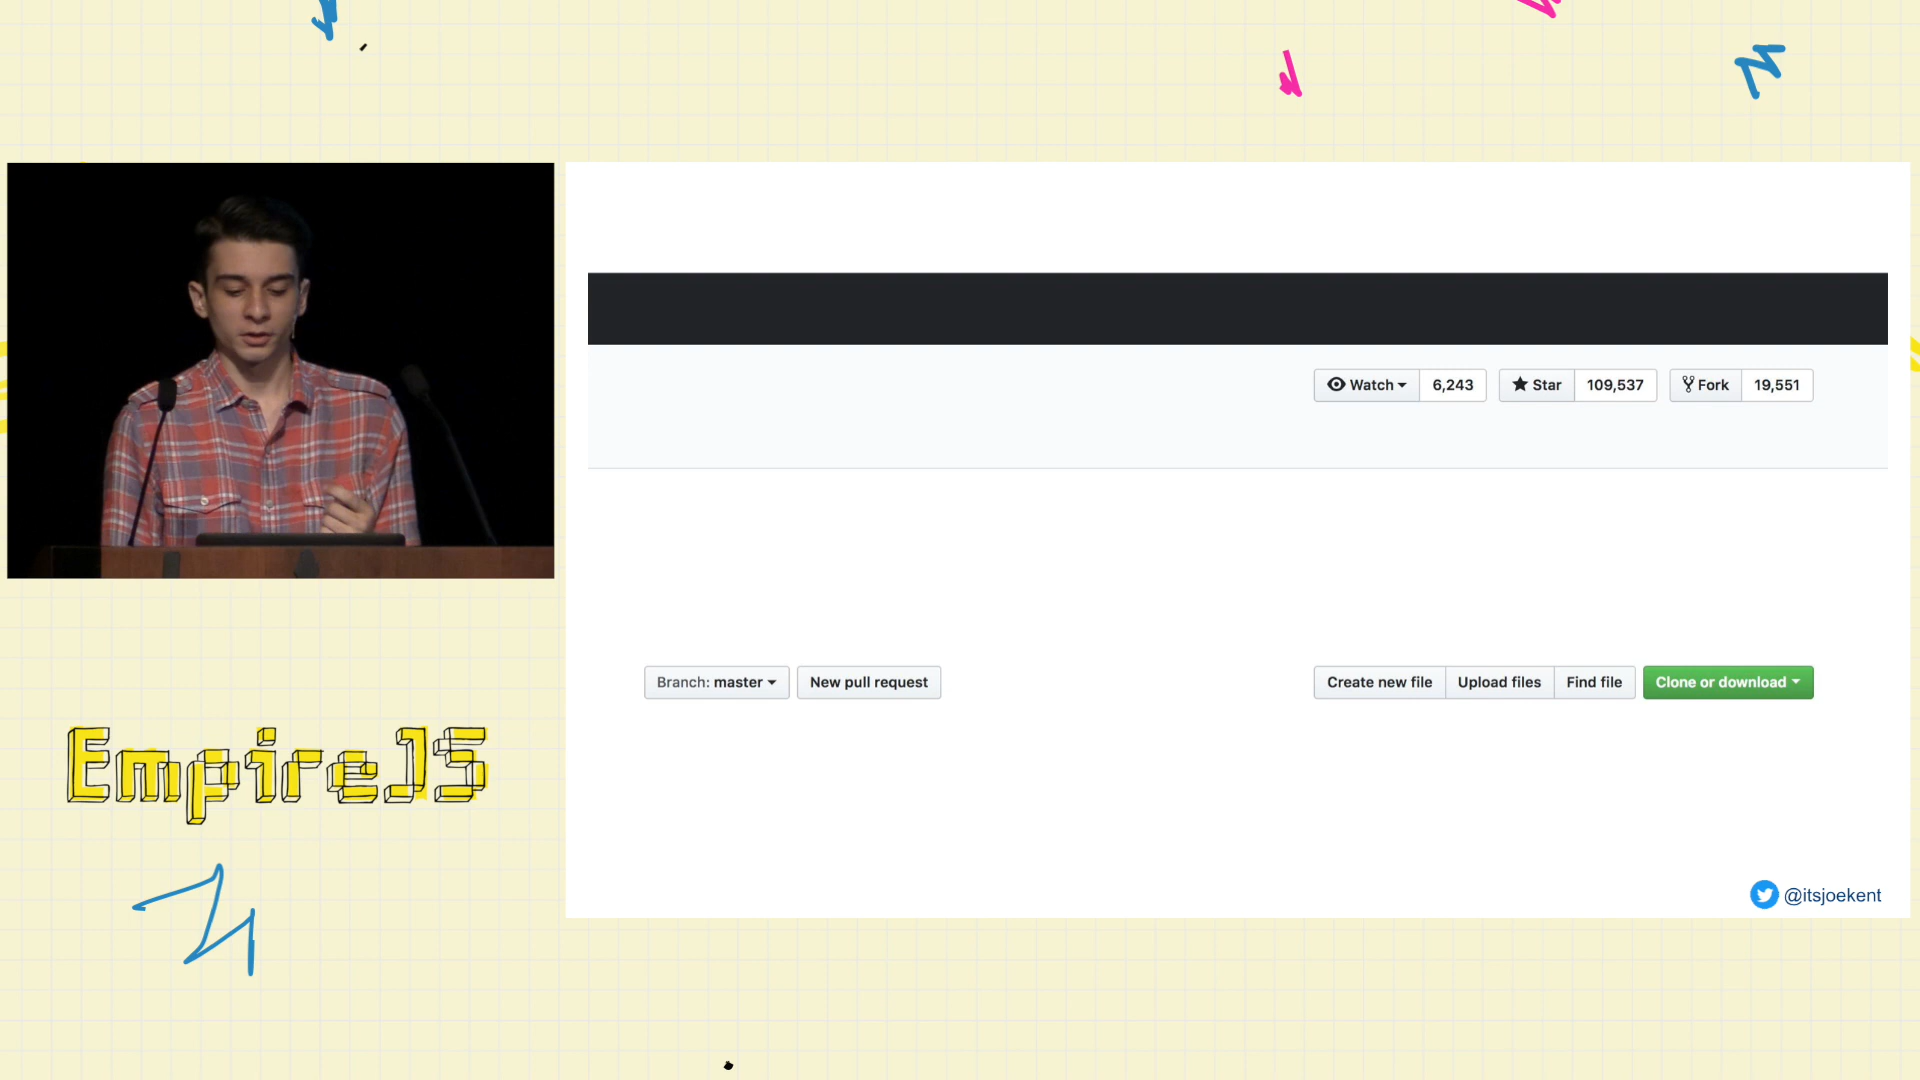 Watch 6,243 Star 109,537 Fork 19,551
Branch: master New pull request Create new file Upload files Find file Clone or download
EmpireJS
@itsjoekent